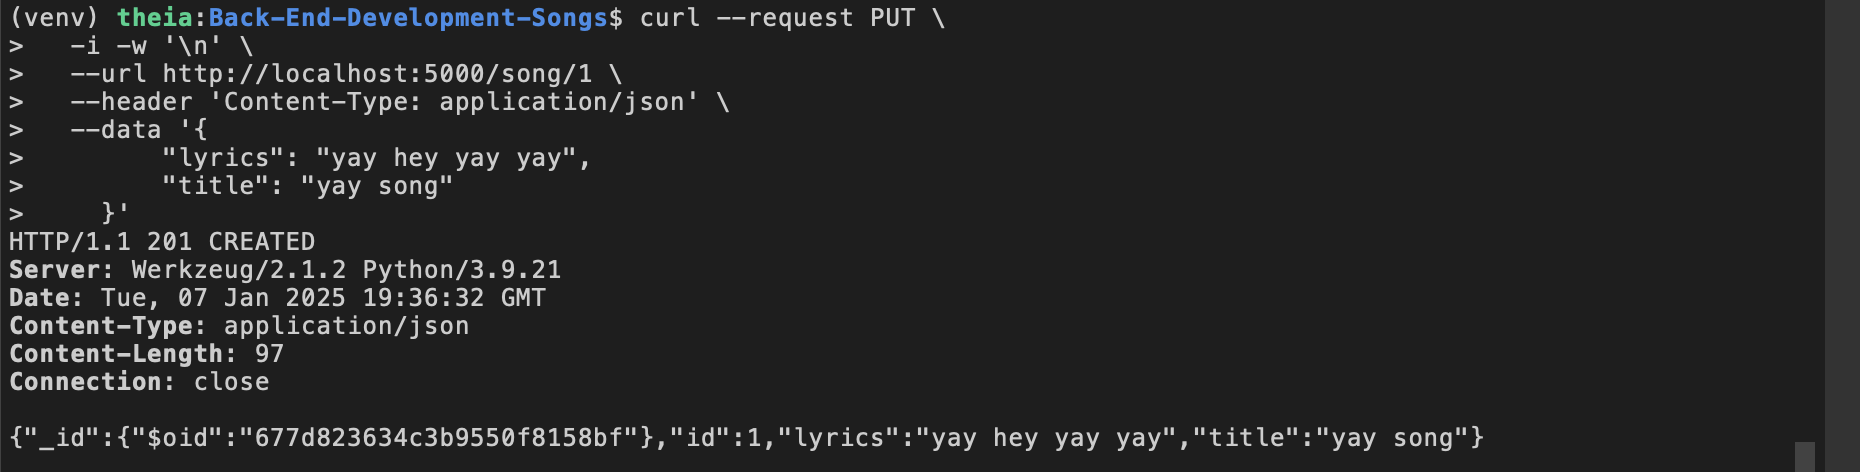 (venv) theia:Back-End-Development-Songs$ curl --request PUT \
>   -i -w '\n' \
>   --url http://localhost:5000/song/1 \
>   --header 'Content-Type: application/json' \
>   --data '{
>         "lyrics": "yay hey yay yay",
>         "title": "yay song"
>     }'
HTTP/1.1 201 CREATED
Server: Werkzeug/2.1.2 Python/3.9.21
Date: Tue, 07 Jan 2025 19:36:32 GMT
Content-Type: application/json
Content-Length: 97
Connection: close

{"_id":{"$oid":"677d823634c3b9550f8158bf"},"id":1,"lyrics":"yay hey yay yay","title":"yay song"}